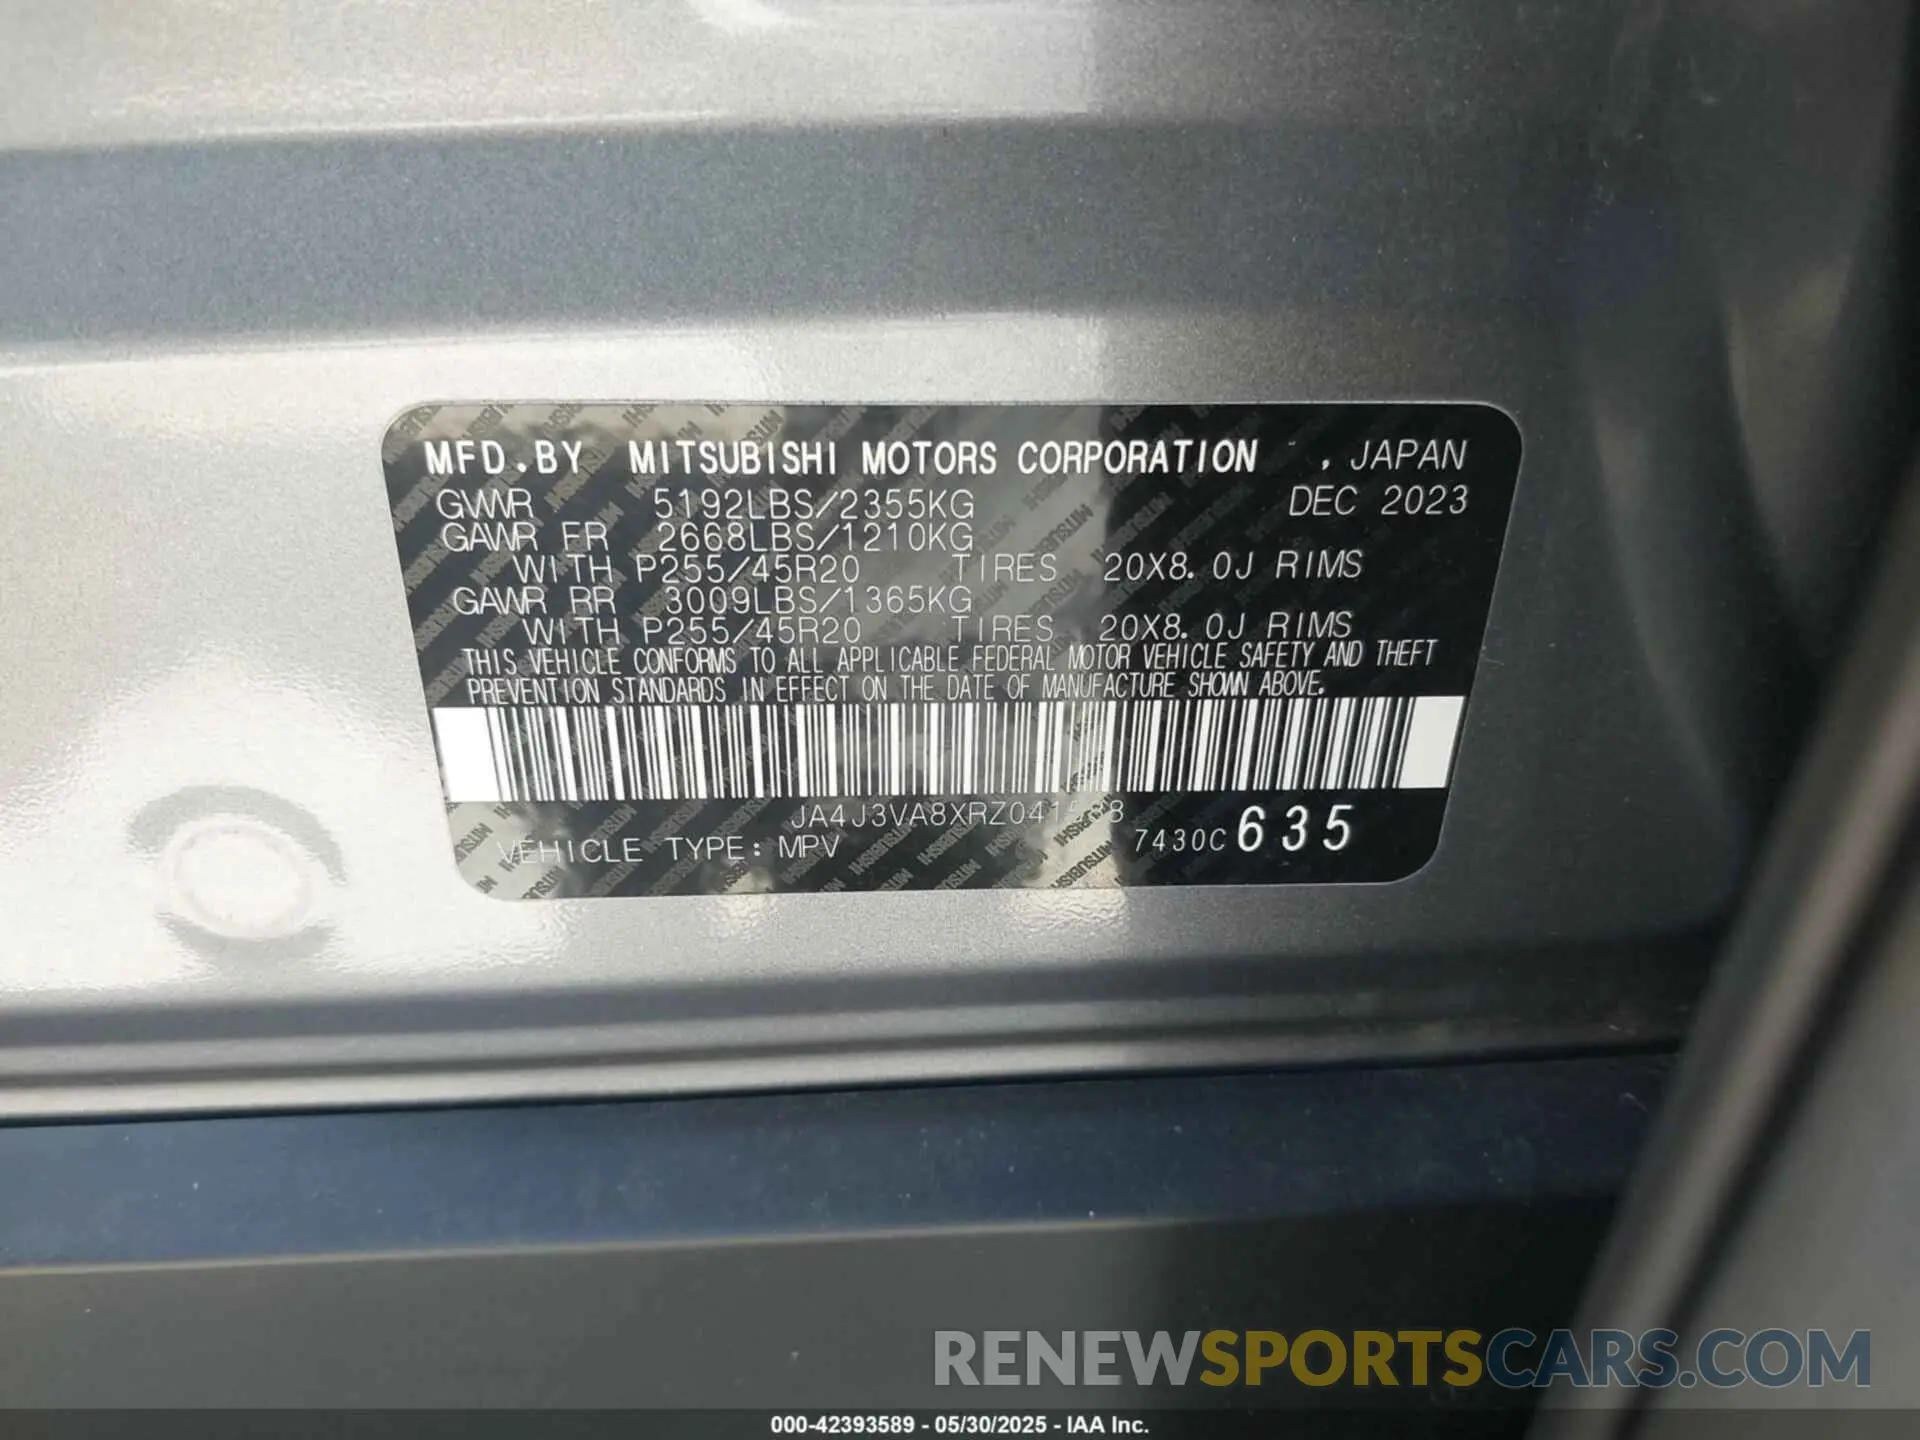 MFD.BY MITSUBISHI MOTORS CORPORATION , JAPAN
GVWR 5192LBS/2355KG DEC 2023
GAWR FR 2668LBS/1210KG
WITH P255/45R20 TIRES 20X8.0J RIMS
GAWR RR 3009LBS/1365KG
WITH P255/45R20 TIRES 20X8.0J RIMS
THIS VEHICLE CONFORMS TO ALL APPLICABLE FEDERAL MOTOR VEHICLE SAFETY AND THEFT
PREVENTION STANDARDS IN EFFECT ON THE DATE OF MANUFACTURE SHOWN ABOVE.
VEHICLE TYPE: MPV 7430C 635
RENEWSPORTSCARS.COM
000-42393589 - 05/30/2025 - IAA Inc.